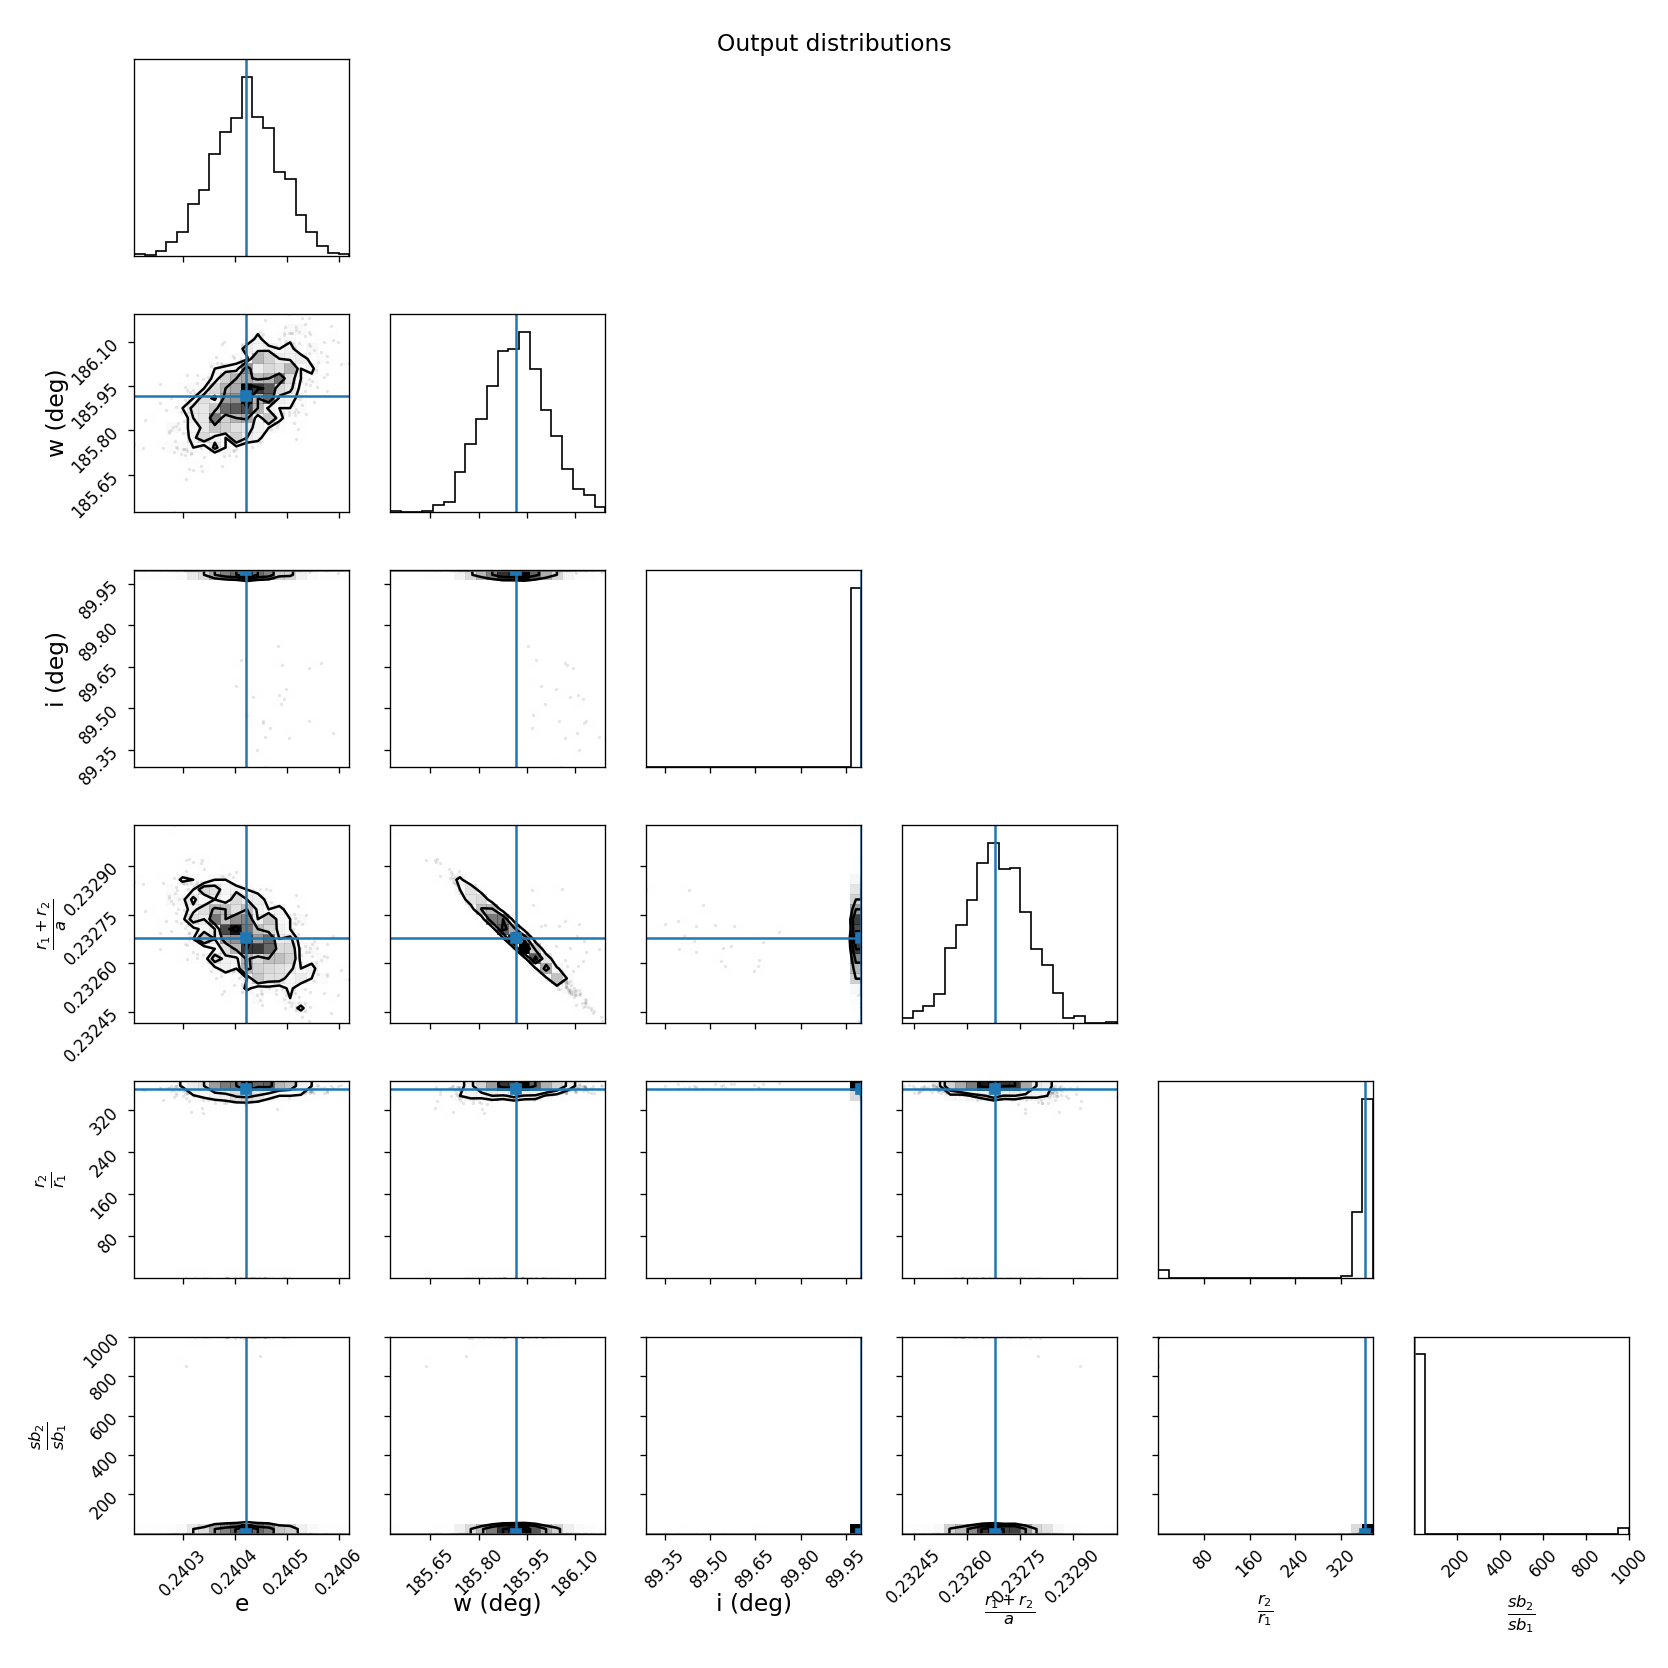 Output distributions
w (deg)
186.10
185.95
185.80
185.65
i (deg)
89.95
89.80
89.65
89.50
89.35
r₁ + r₂
a
0.23290
0.23275
0.23260
0.23245
r₂
r₁
320
240
160
80
sb₂
sb₁
1000
800
600
400
200
0.2403 0.2404 0.2405 0.2406
185.65 185.80 185.95 186.10
89.35 89.50 89.65 89.80 89.95
0.23245 0.23260 0.23275 0.23290
80 160 240 320
200 400 600 800 1000
e
w (deg)
i (deg)
r₁ + r₂
a
r₂
r₁
sb₂
sb₁